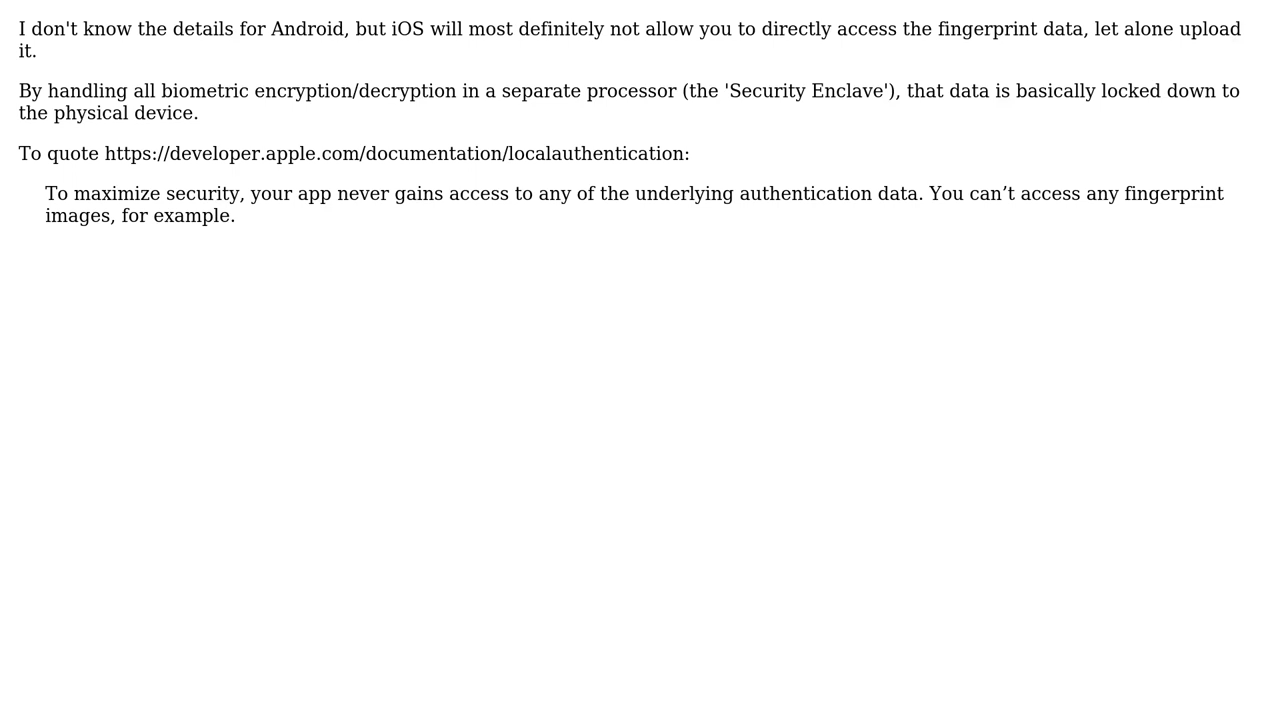 I don't know the details for Android, but iOS will most definitely not allow you to directly access the fingerprint data, let alone upload
it.
By handling all biometric encryption/decryption in a separate processor (the 'Security Enclave'), that data is basically locked down to
the physical device.
To quote https://developer.apple.com/documentation/localauthentication:
To maximize security, your app never gains access to any of the underlying authentication data. You can’t access any fingerprint
images, for example.